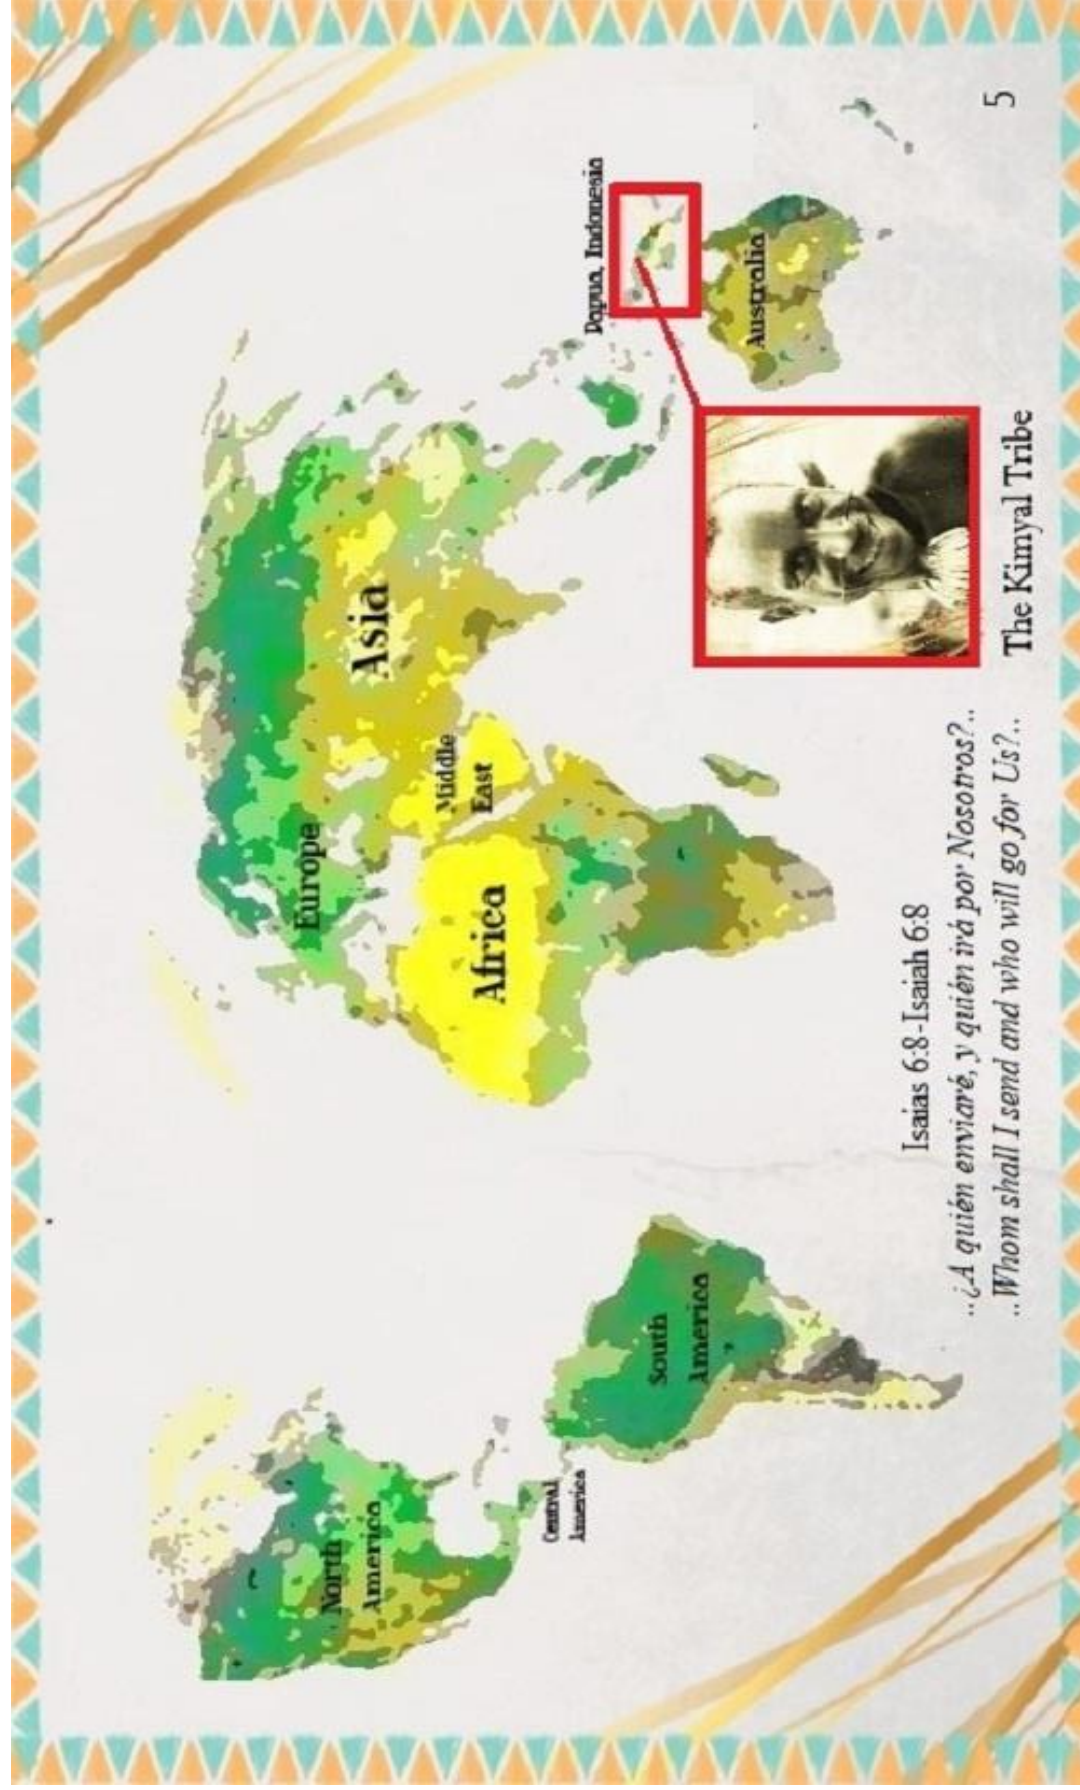 North
America
Central
America
South
America
Europe
Africa
Middle
East
Asia
Papua, Indonesia
Australia
Isaias 6:8-Isaiah 6:8
..¿A quién enviaré, y quién irá por Nosotros?..
..Whom shall I send and who will go for Us?..
The Kimyal Tribe
5